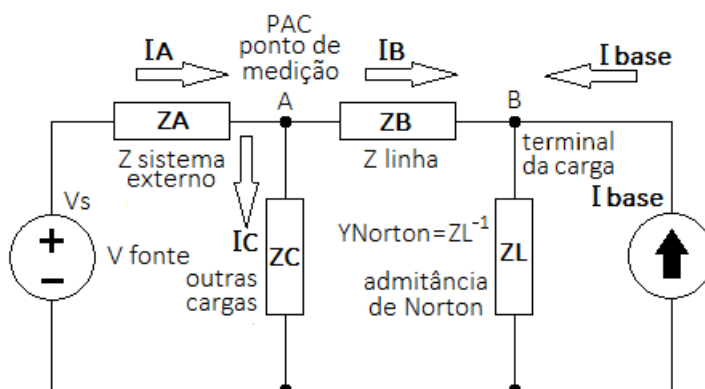 PAC
ponto de
medição
IA
IB
I base
A
B
ZA
ZB
Z sistema
externo
Z linha
terminal
da carga
Vs
V fonte
IC
ZC
outras
cargas
YNorton=ZL⁻¹
admitância
de Norton
ZL
I base